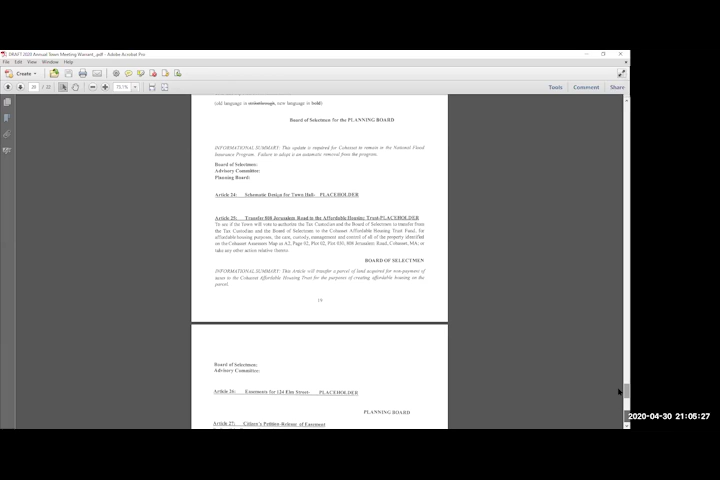 DRAFT-2020 Annual Town Meeting Warrant_.pdf - Adobe Acrobat Pro
File Edit View Window Help
Create
/ 22
75.1%
Tools Comment Share
(old language is strikethrough, new language is bold)
Board of Selectmen for the PLANNING BOARD
INFORMATIONAL SUMMARY: This update is required for Cohasset to remain in the National Flood
Insurance Program. Failure to adopt is an automatic removal from the program.
Board of Selectmen:
Advisory Committee:
Planning Board:
Article 24: Schematic Design for Town Hall- PLACEHOLDER
Article 25: Transfer 808 Jerusalem Road to the Affordable Housing Trust-PLACEHOLDER
To see if the Town will vote to authorize the Tax Custodian and the Board of Selectmen to transfer from
the Tax Custodian and the Board of Selectmen to the Cohasset Affordable Housing Trust Fund, for
affordable housing purposes, the care, custody, management and control of all of the property identified
on the Cohasset Assessors Map as A2, Page 02, Plot 030, 808 Jerusalem Road, Cohasset, MA; or
take any other action relative thereto.
BOARD OF SELECTMEN
INFORMATIONAL SUMMARY: This Article will transfer a parcel of land acquired for non-payment of
taxes to the Cohasset Affordable Housing Trust for the purposes of creating affordable housing on the
parcel.
Board of Selectmen:
Advisory Committee:
Article 26: Easements for 124 Elm Street- PLACEHOLDER
PLANNING BOARD
Article 27: Citizen's Petition-Release of Easement
2020-04-30 21:05:27